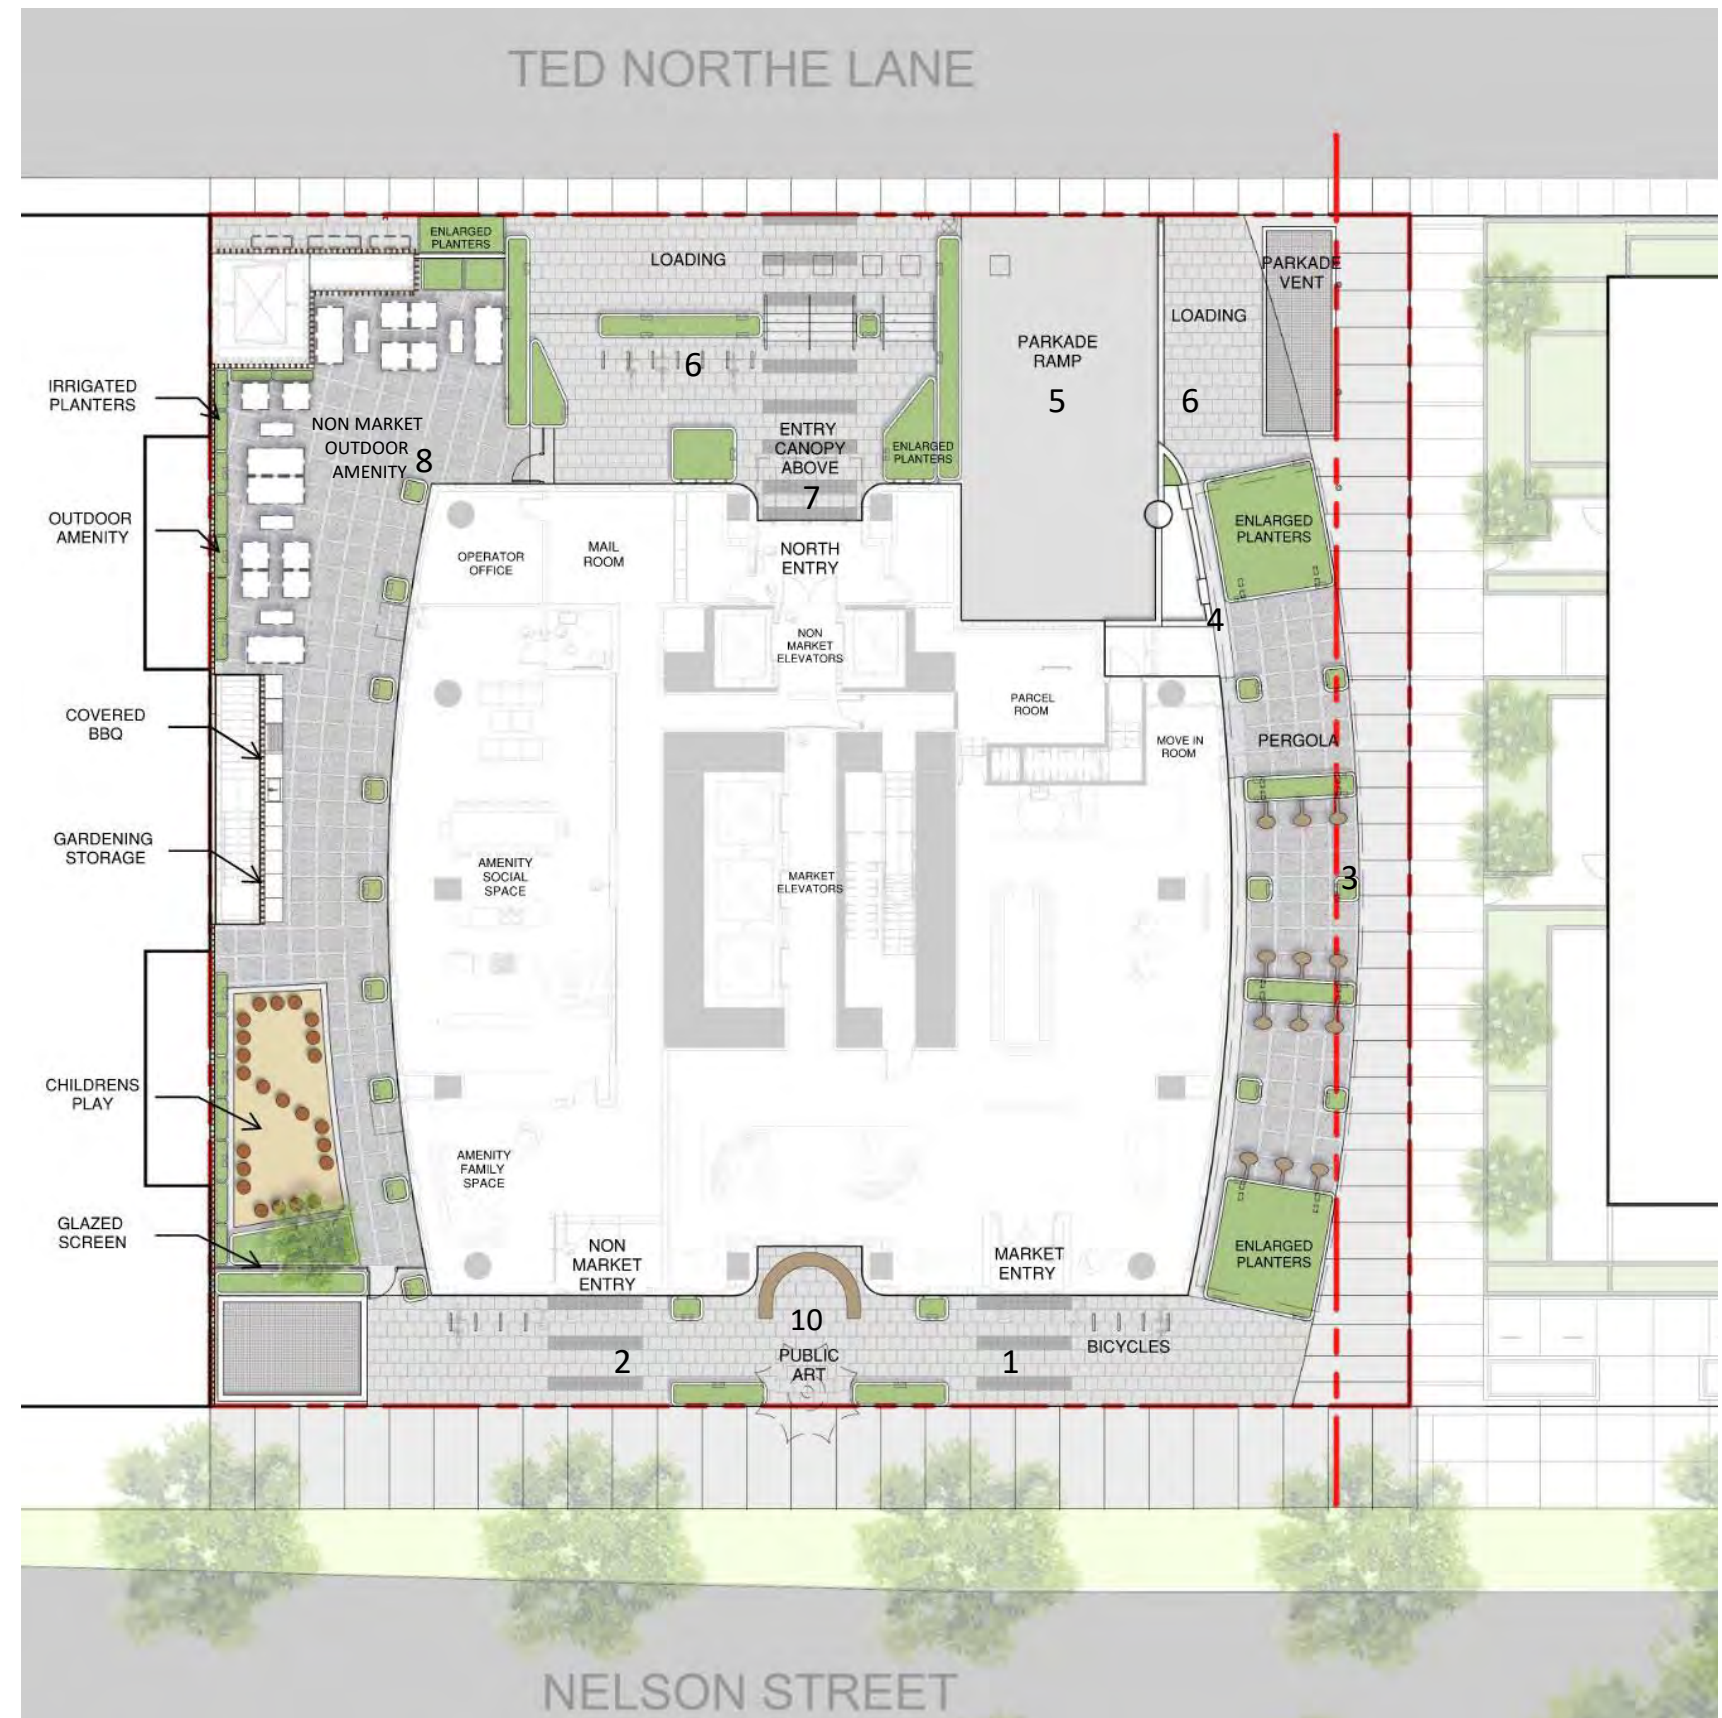 TED NORTHE LANE
ENLARGED
PLANTERS
LOADING
PARKADE
VENT
LOADING
PARKADE
RAMP
5
6
6
IRRIGATED
PLANTERS
NON MARKET
OUTDOOR
AMENITY
8
ENTRY
CANOPY
ABOVE
7
ENLARGED
PLANTERS
OUTDOOR
AMENITY
OPERATOR
OFFICE
MAIL
ROOM
NORTH
ENTRY
ENLARGED
PLANTERS
4
NON
MARKET
ELEVATORS
PARCEL
ROOM
MOVE IN
ROOM
PERGOLA
COVERED
BBQ
GARDENING
STORAGE
AMENITY
SOCIAL
SPACE
MARKET
ELEVATORS
3
CHILDRENS
PLAY
AMENITY
FAMILY
SPACE
GLAZED
SCREEN
NON
MARKET
ENTRY
MARKET
ENTRY
ENLARGED
PLANTERS
10
PUBLIC
ART
2
1
BICYCLES
NELSON STREET